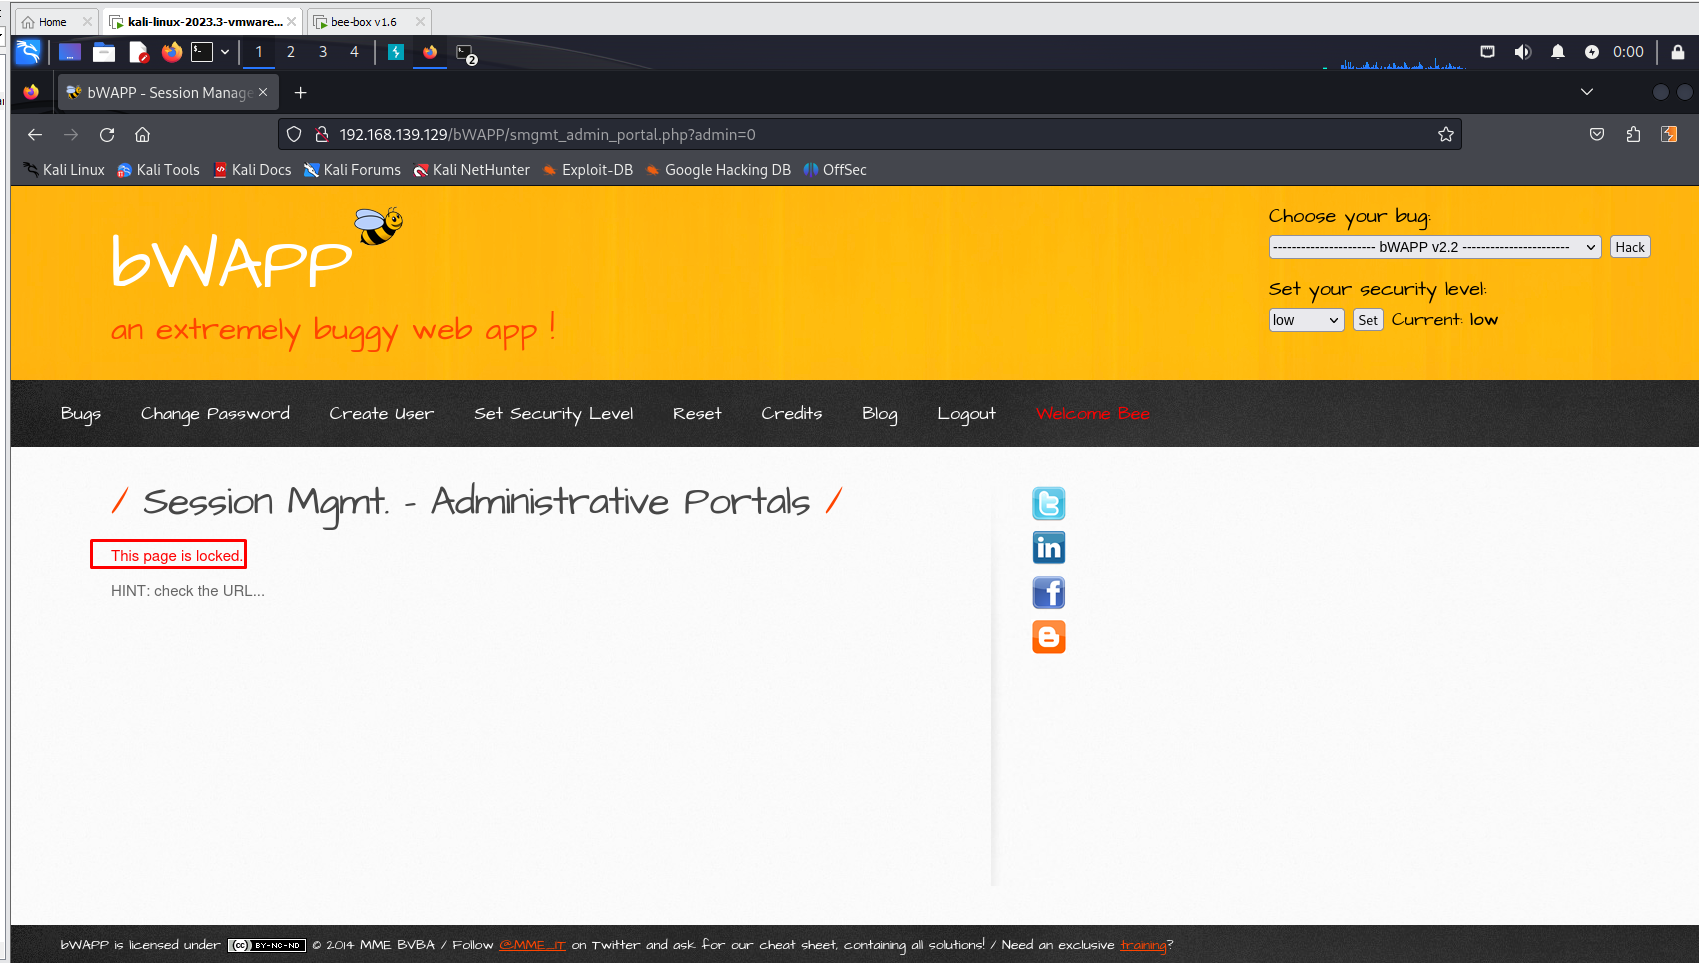 Home
kali-linux-2023.3-vmware...
bee-box v1.6
1 2 3 4
2
0:00
bWAPP - Session Manage
192.168.139.129/bWAPP/smgmt_admin_portal.php?admin=0
Kali Linux Kali Tools Kali Docs Kali Forums Kali NetHunter Exploit-DB Google Hacking DB OffSec
bWAPP
an extremely buggy web app !
Choose your bug:
---------------------- bWAPP v2.2 ----------------------- Hack
Set your security level:
low Set Current: low
Bugs Change Password Create User Set Security Level Reset Credits Blog Logout Welcome Bee
/ Session Mgmt. - Administrative Portals /
This page is locked.
HINT: check the URL...
bWAPP is licensed under (cc) BY-NC-ND © 2014 MME BVBA / Follow @MME_IT on Twitter and ask for our cheat sheet, containing all solutions! / Need an exclusive training?